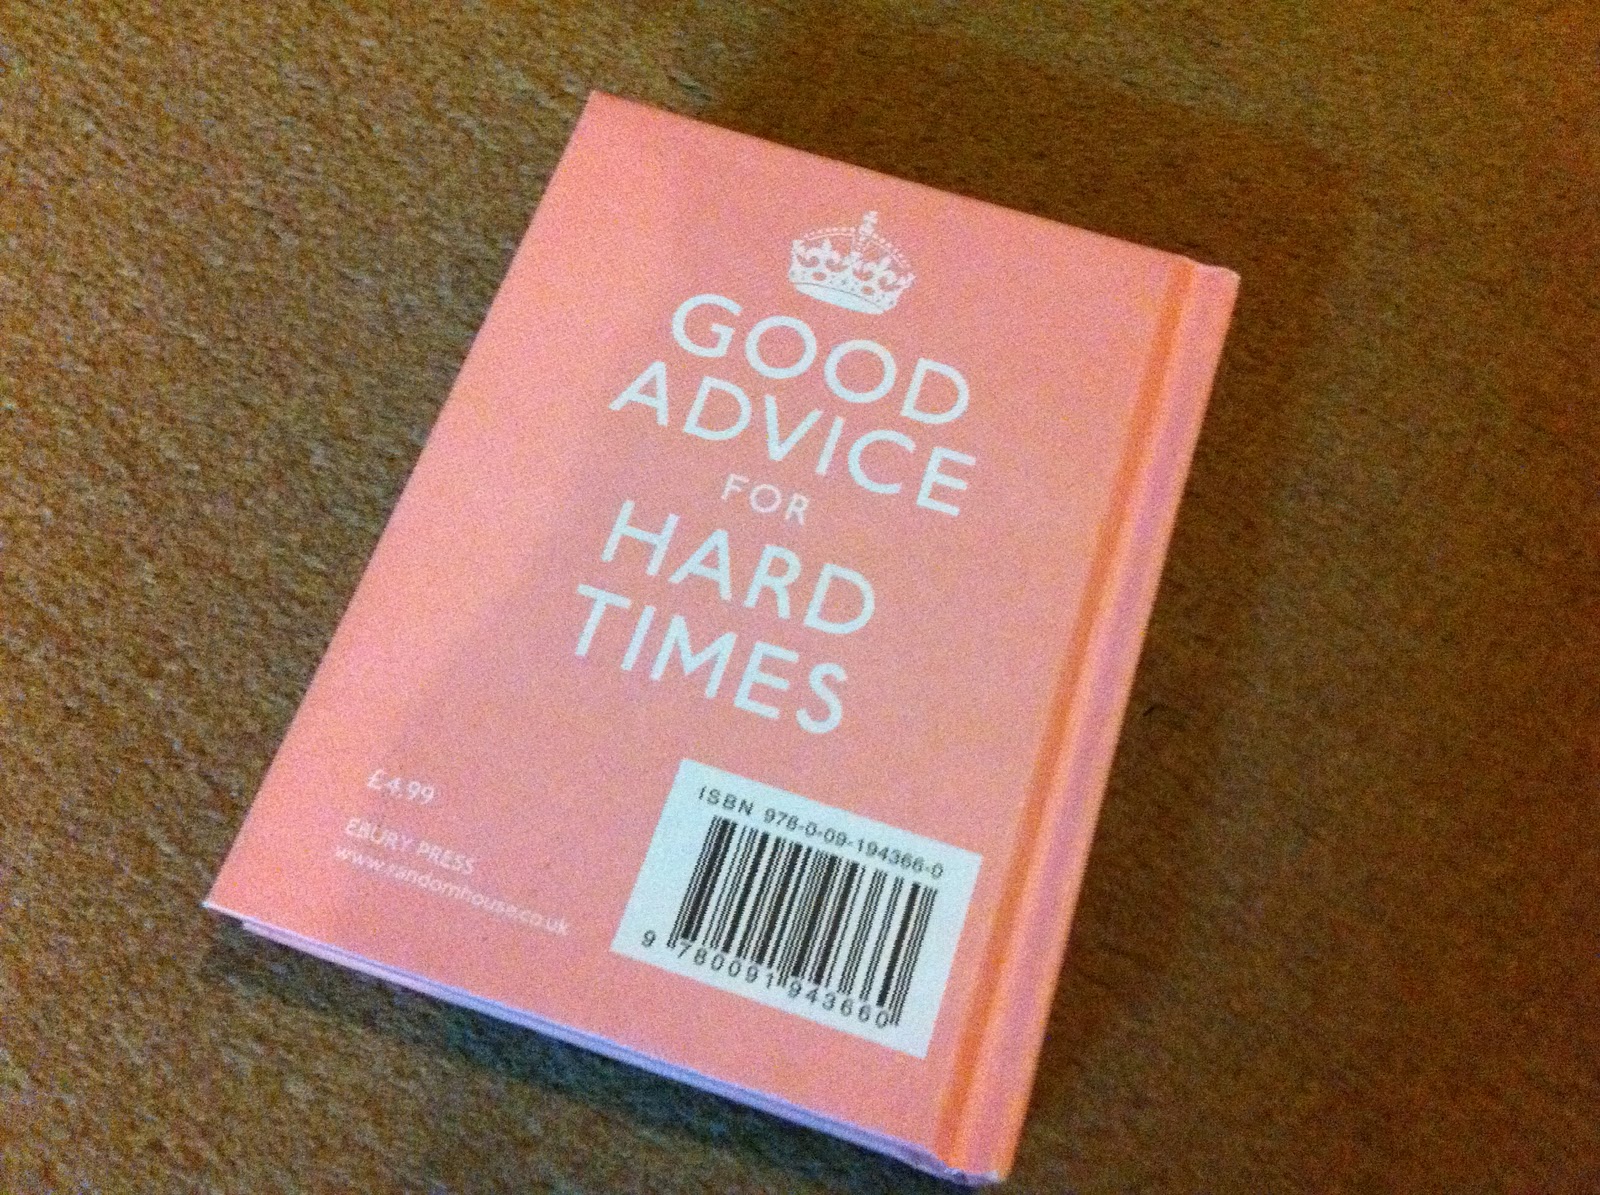 GOOD
ADVICE
FOR
HARD
TIMES
£4.99
EBURY PRESS
www.randomhouse.co.uk
ISBN 978-0-09-194366-0
9 780091 943660